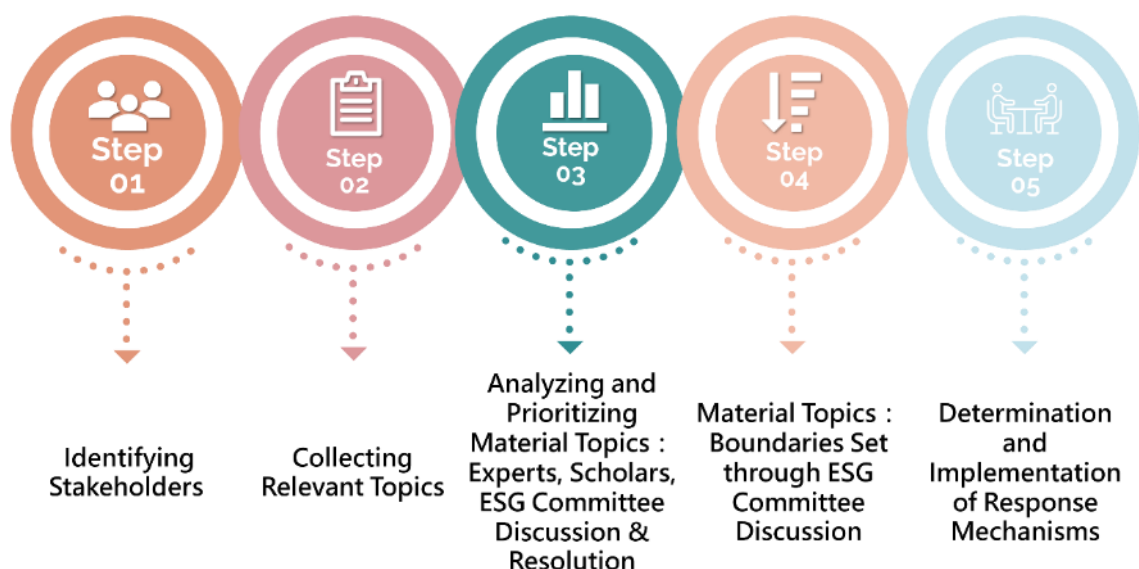 Step
01
Step
02
Step
03
Step
04
Step
05
Identifying
Stakeholders
Collecting
Relevant Topics
Analyzing and
Prioritizing
Material Topics：
Experts, Scholars,
ESG Committee
Discussion &
Resolution
Material Topics：
Boundaries Set
through ESG
Committee
Discussion
Determination
and
Implementation
of Response
Mechanisms